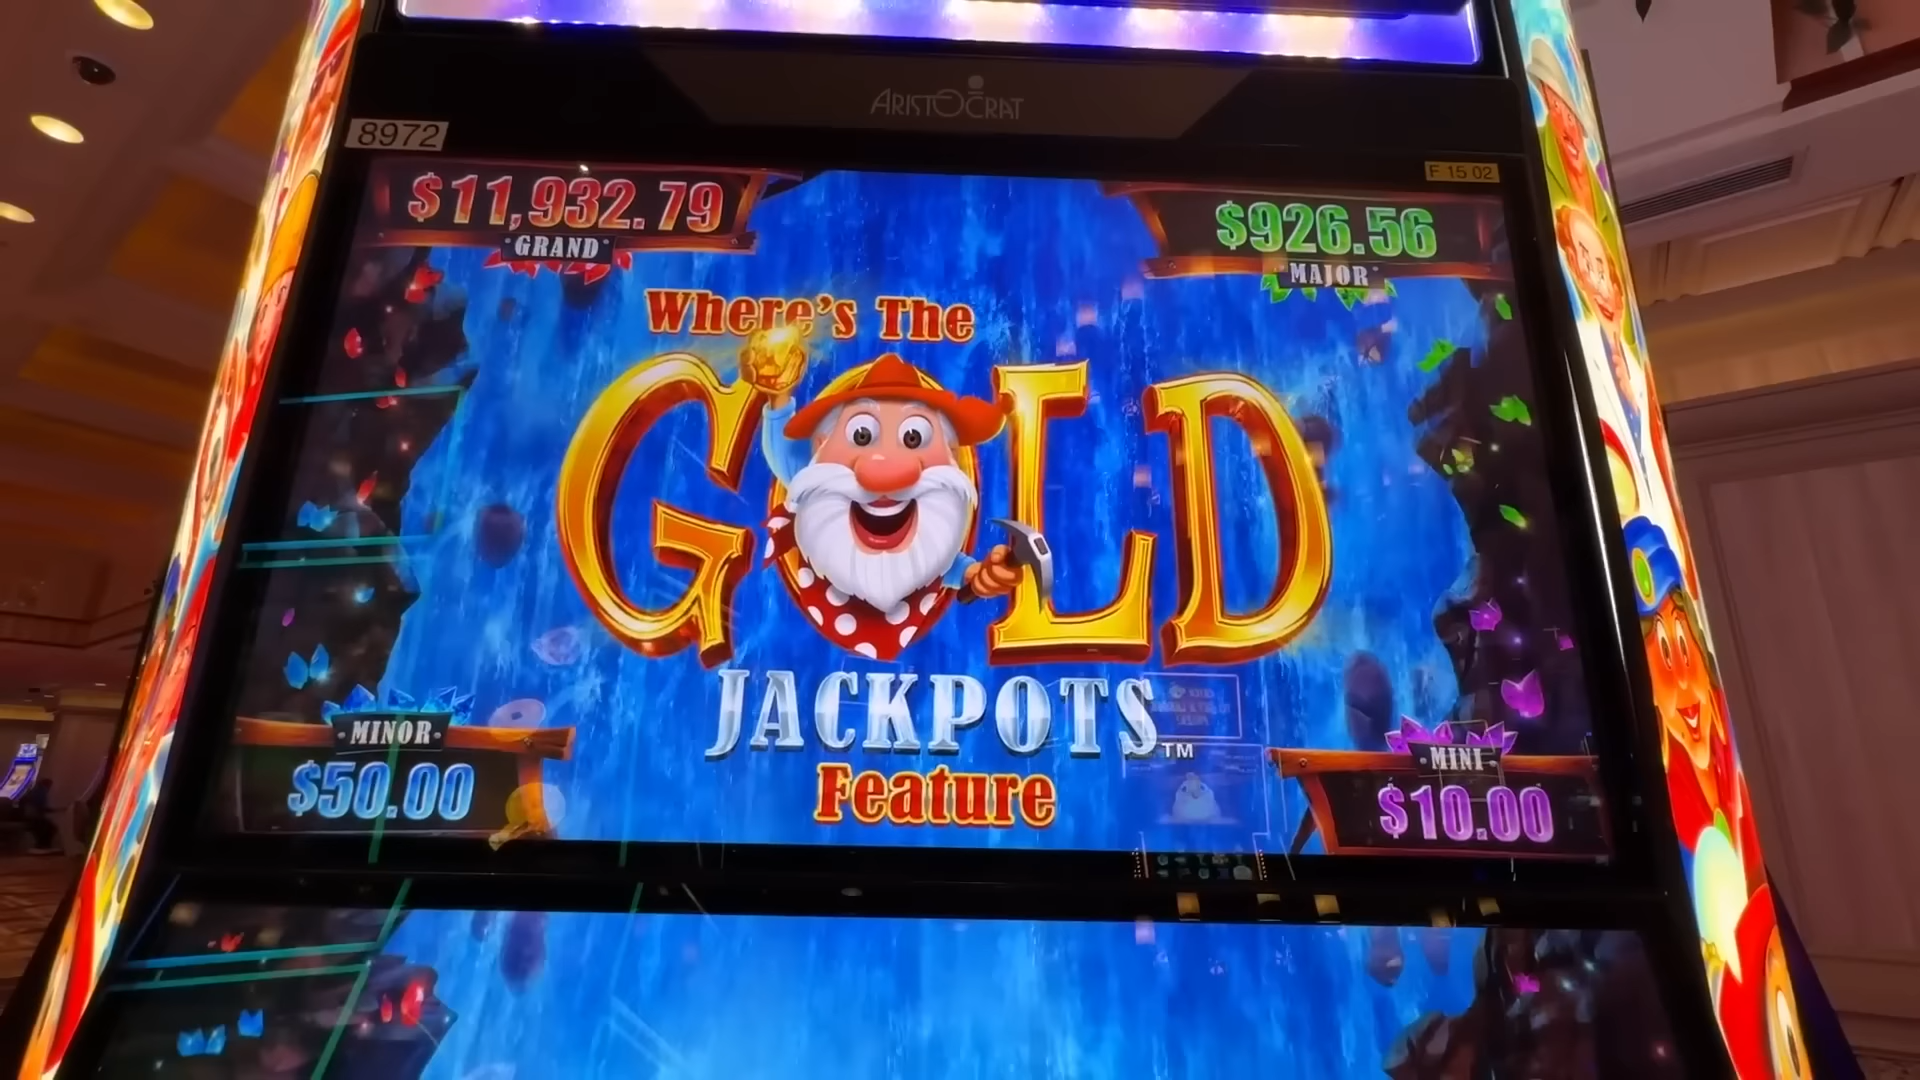 ARISTOCRAT
8972
F 15 02
$11,932.79
GRAND
$926.56
MAJOR
Where's The
GOLD
JACKPOTS™
Feature
MINOR
$50.00
MINI
$10.00